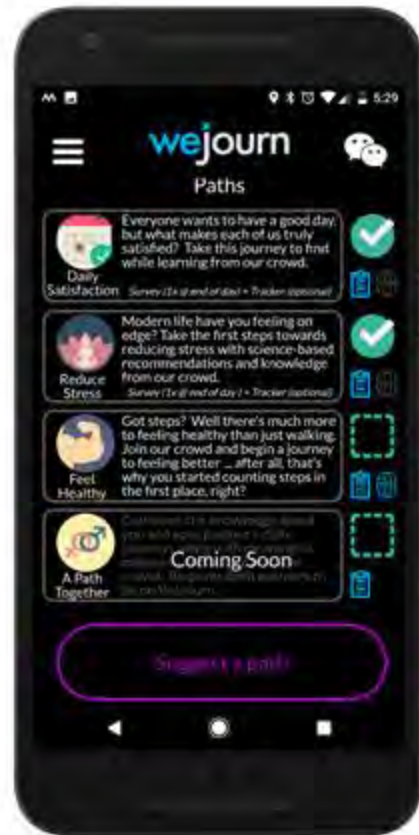 5:29
wejourn
Paths
Everyone wants to have a good day,
but what makes each of us truly
satisfied? Take this journey to find
while learning from our crowd.
Daily
Satisfaction
Survey (1x @ end of day) + Tracker (optional)
Modern life have you feeling on
edge? Take the first steps towards
reducing stress with science-based
recommendations and knowledge
from our crowd.
Reduce
Stress
Survey (1x @ end of day) + Tracker (optional)
Got steps? Well there's much more
to feeling healthy than just walking.
Join our crowd and begin a journey
to feeling better ... after all, that's
why you started counting steps in
the first place, right?
Feel
Healthy
Coming Soon
A Path
Together
Suggest a path